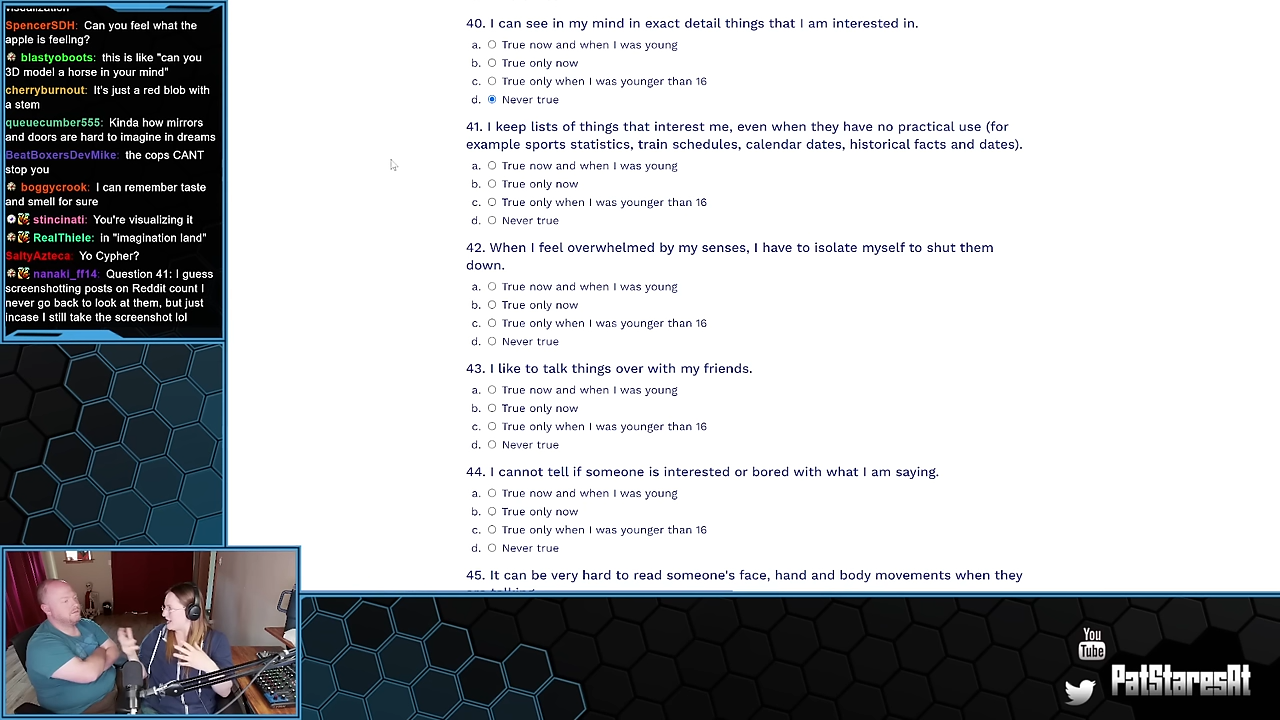 visualization
SpencerSDH: Can you feel what the
apple is feeling?
blastyoboots: this is like "can you
3D model a horse in your mind"
cherryburnout: It's just a red blob with
a stem
queuecumber555: Kinda how mirrors
and doors are hard to imagine in dreams
BeatBoxersDevMike: the cops CANT
stop you
boggycrook: I can remember taste
and smell for sure
stincinati: You're visualizing it
RealThiele: in "imagination land"
SaltyAzteca: Yo Cypher?
nanaki_ff14: Question 41: I guess
screenshotting posts on Reddit count I
never go back to look at them, but just
incase I still take the screenshot lol
40. I can see in my mind in exact detail things that I am interested in.
a. True now and when I was young
b. True only now
c. True only when I was younger than 16
d. Never true
41. I keep lists of things that interest me, even when they have no practical use (for
example sports statistics, train schedules, calendar dates, historical facts and dates).
a. True now and when I was young
b. True only now
c. True only when I was younger than 16
d. Never true
42. When I feel overwhelmed by my senses, I have to isolate myself to shut them
down.
a. True now and when I was young
b. True only now
c. True only when I was younger than 16
d. Never true
43. I like to talk things over with my friends.
a. True now and when I was young
b. True only now
c. True only when I was younger than 16
d. Never true
44. I cannot tell if someone is interested or bored with what I am saying.
a. True now and when I was young
b. True only now
c. True only when I was younger than 16
d. Never true
45. It can be very hard to read someone's face, hand and body movements when they
are talking.
You
Tube
PatStaresAt